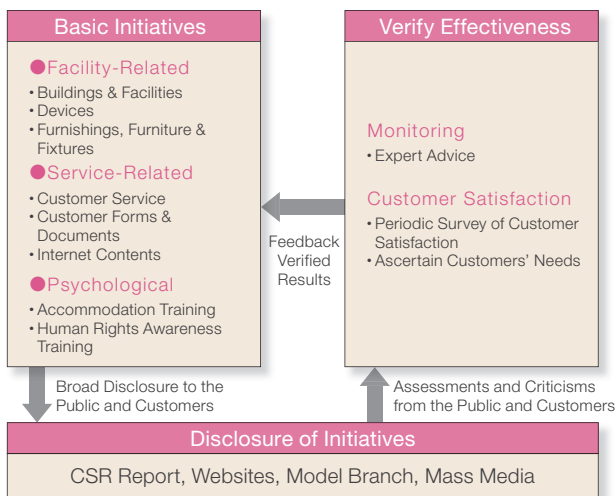 Basic Initiatives
●Facility-Related
• Buildings & Facilities
• Devices
• Furnishings, Furniture &
Fixtures
●Service-Related
• Customer Service
• Customer Forms &
Documents
• Internet Contents
●Psychological
• Accommodation Training
• Human Rights Awareness
Training
Feedback
Verified
Results
Verify Effectiveness
Monitoring
• Expert Advice
Customer Satisfaction
• Periodic Survey of Customer
Satisfaction
• Ascertain Customers' Needs
Broad Disclosure to the
Public and Customers
Assessments and Criticisms
from the Public and Customers
Disclosure of Initiatives
CSR Report, Websites, Model Branch, Mass Media